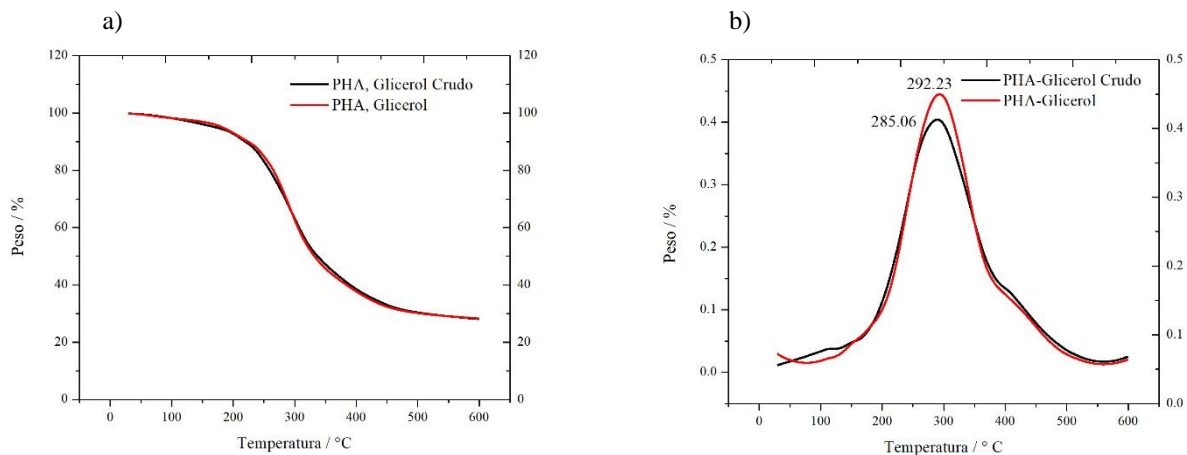 a)
120
100
80
60
40
20
0
120
100
80
60
40
20
0
PHA, Glicerol Crudo
PHA, Glicerol
Peso / %
0 100 200 300 400 500 600
Temperatura / °C
b)
0.5
0.4
0.3
0.2
0.1
0.0
0.5
0.4
0.3
0.2
0.1
0.0
292.23
285.06
PHA-Glicerol Crudo
PHA-Glicerol
Peso / %
0 100 200 300 400 500 600
Temperatura / ° C